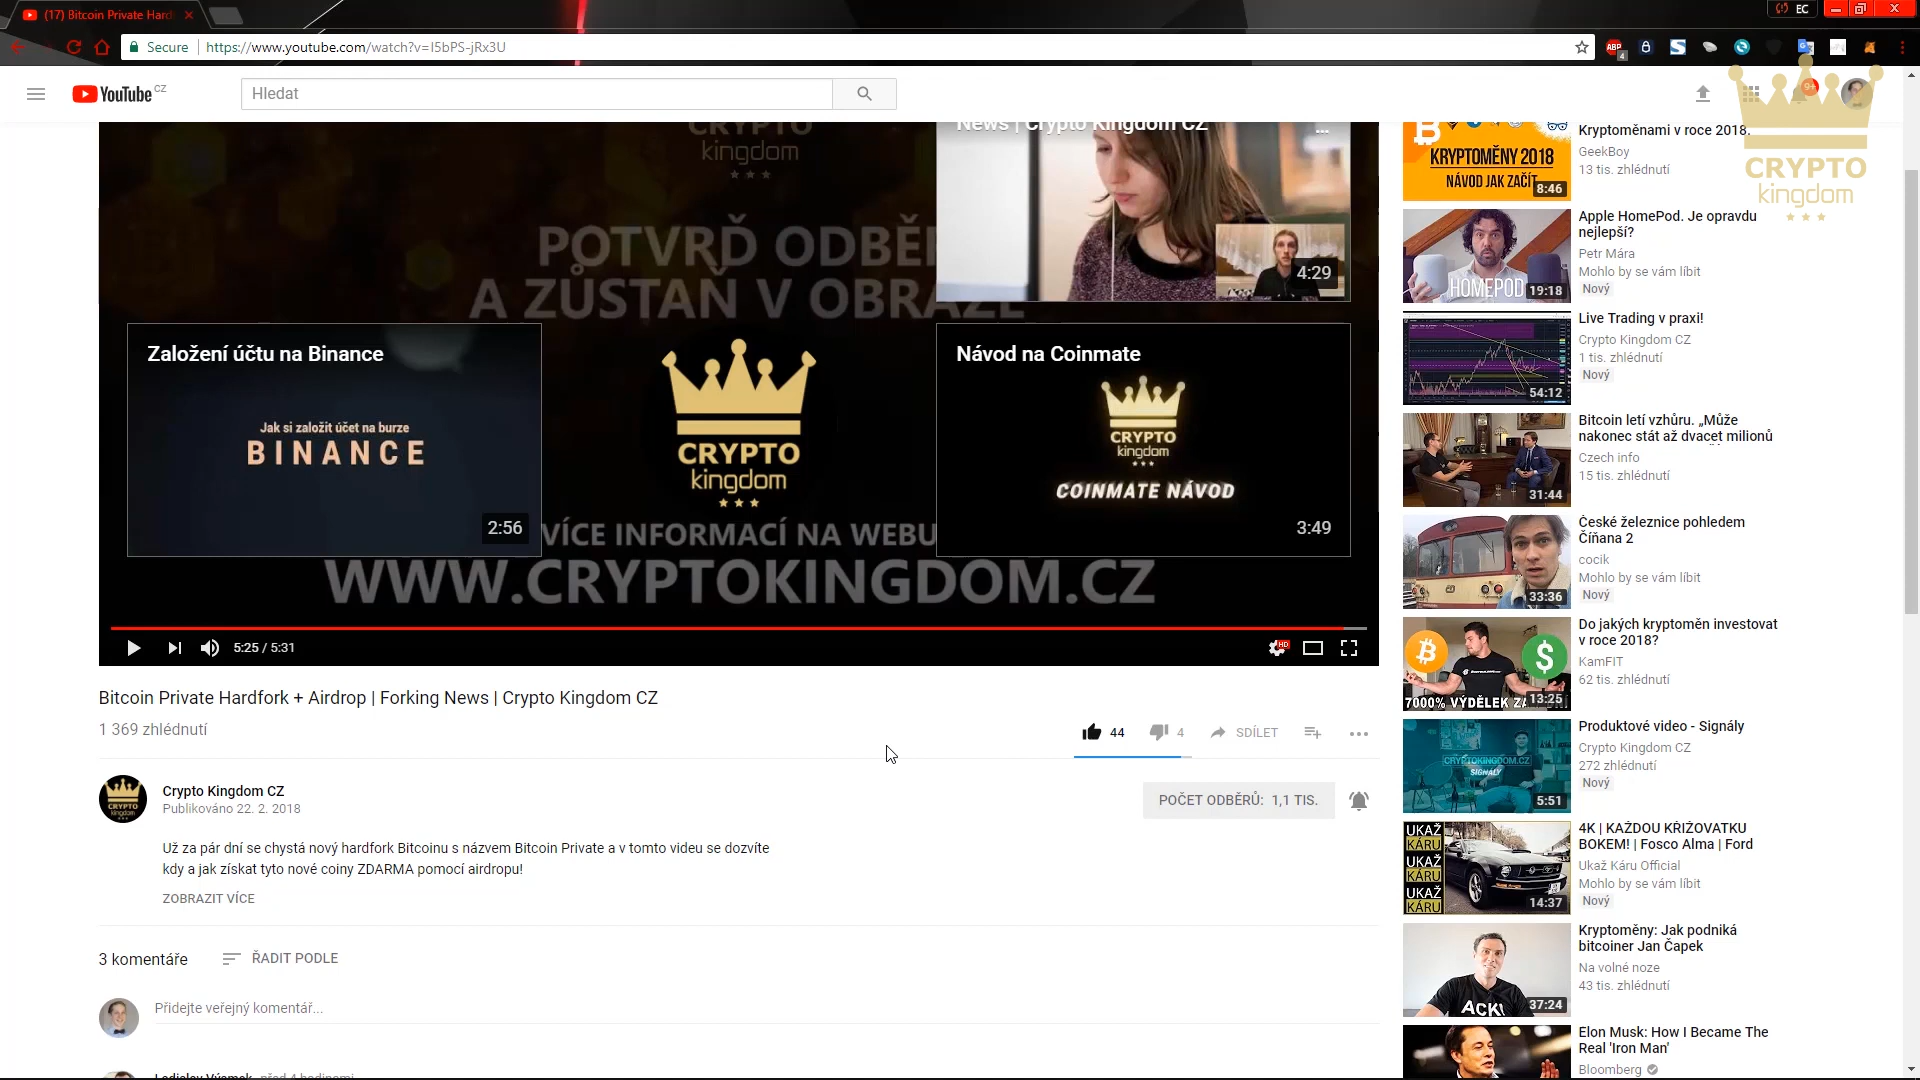 (17) Bitcoin Private Hard
EC
Secure
https://www.youtube.com/watch?v=I5bPS-jRx3U
ABP
4
YouTube CZ
Hledat
9+
CRYPTO
kingdom
CRYPTO
kingdom
News | Crypto Kingdom CZ
4:29
POTVRĎ ODBĚ
A ZŮSTAŇ V OBRAZE
Založení účtu na Binance
Jak si založit účet na burze
BINANCE
2:56
CRYPTO
kingdom
Návod na Coinmate
CRYPTO
kingdom
COINMATE NÁVOD
3:49
VÍCE INFORMACÍ NA WEBU
WWW.CRYPTOKINGDOM.CZ
5:25 / 5:31
HD
Bitcoin Private Hardfork + Airdrop | Forking News | Crypto Kingdom CZ
1 369 zhlédnutí
44
4
SDÍLET
CRYPTO
kingdom
Crypto Kingdom CZ
Publikováno 22. 2. 2018
POČET ODBĚRŮ: 1,1 TIS.
Už za pár dní se chystá nový hardfork Bitcoinu s názvem Bitcoin Private a v tomto videu se dozvíte
kdy a jak získat tyto nové coiny ZDARMA pomocí airdropu!
ZOBRAZIT VÍCE
3 komentáře
ŘADIT PODLE
Přidejte veřejný komentář...
KRYPTOMĚNY 2018
NÁVOD JAK ZAČÍT
8:46
Kryptoměnami v roce 2018.
GeekBoy
13 tis. zhlédnutí
HOMEPOD
19:18
Apple HomePod. Je opravdu
nejlepší?
Petr Mára
Mohlo by se vám líbit
Nový
54:12
Live Trading v praxi!
Crypto Kingdom CZ
1 tis. zhlédnutí
Nový
31:44
Bitcoin letí vzhůru. „Může
nakonec stát až dvacet milionů
Czech info
15 tis. zhlédnutí
33:36
České železnice pohledem
Číňana 2
cocik
Mohlo by se vám líbit
Nový
7000% VÝDĚLEK
13:25
Do jakých kryptoměn investovat
v roce 2018?
KamFIT
62 tis. zhlédnutí
CRYPTOKINGDOM.CZ
SIGNÁLY
5:51
Produktové video - Signály
Crypto Kingdom CZ
272 zhlédnutí
Nový
UKAŽ
KÁRU
UKAŽ
KÁRU
UKAŽ
KÁRU
14:37
4K | KAŽDOU KŘIŽOVATKU
BOKEM! | Fosco Alma | Ford
Ukaž Káru Official
Mohlo by se vám líbit
Nový
ACK!
37:24
Kryptoměny: Jak podniká
bitcoiner Jan Čapek
Na volné noze
43 tis. zhlédnutí
Elon Musk: How I Became The
Real 'Iron Man'
Bloomberg